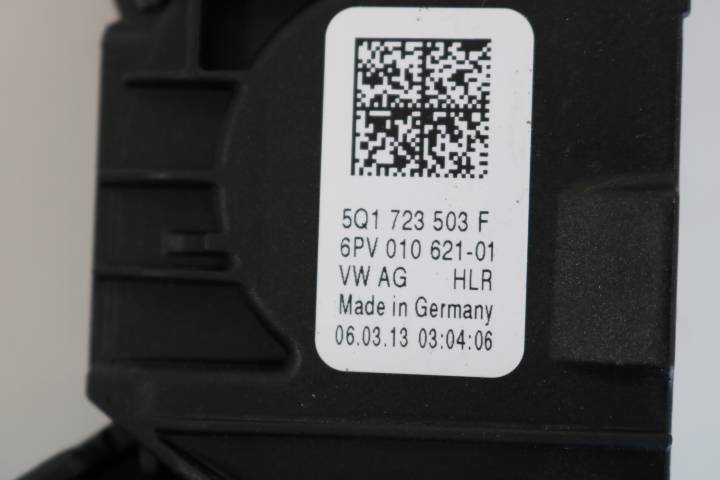 5Q1 723 503 F
6PV 010 621-01
VW AG HLR
Made in Germany
06.03.13 03:04:06